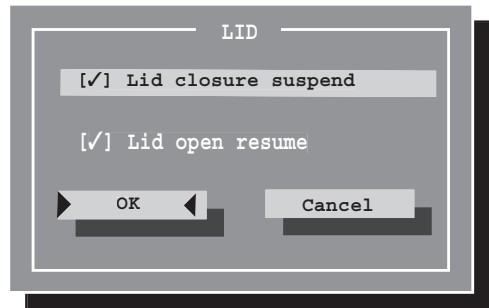 LID
[✓] Lid closure suspend
[✓] Lid open resume
OK Cancel